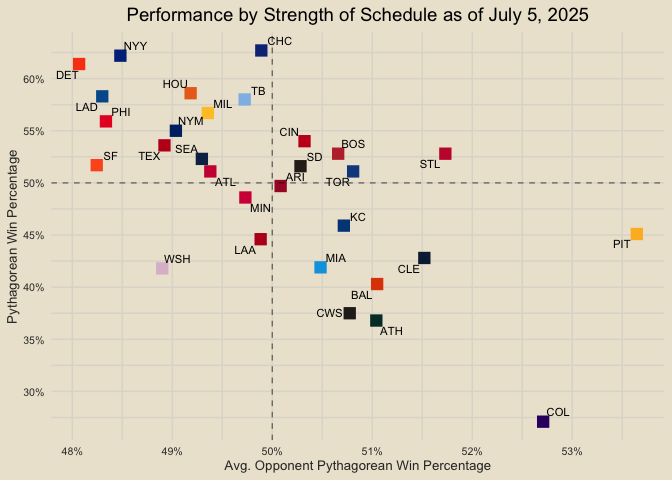 Performance by Strength of Schedule as of July 5, 2025
CHC
NYY
DET
HOU
TB
LAD
MIL
PHI
NYM
CIN
BOS
TEX
SEA
SD
STL
SF
ATL
ARI
TOR
MIN
KC
LAA
PIT
WSH
MIA
CLE
BAL
CWS
ATH
COL
60%
55%
50%
45%
40%
35%
30%
Pythagorean Win Percentage
48%
49%
50%
51%
52%
53%
Avg. Opponent Pythagorean Win Percentage